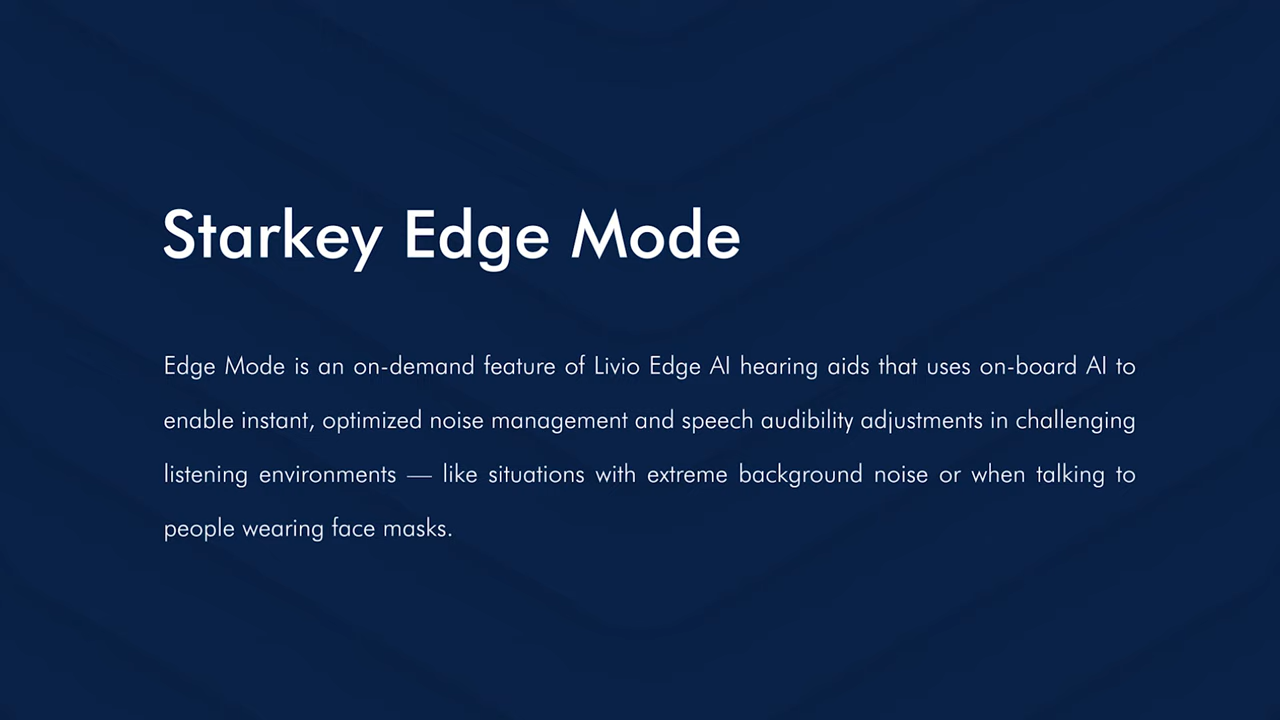 Starkey Edge Mode
Edge Mode is an on-demand feature of Livio Edge AI hearing aids that uses on-board AI to
enable instant, optimized noise management and speech audibility adjustments in challenging
listening environments — like situations with extreme background noise or when talking to
people wearing face masks.